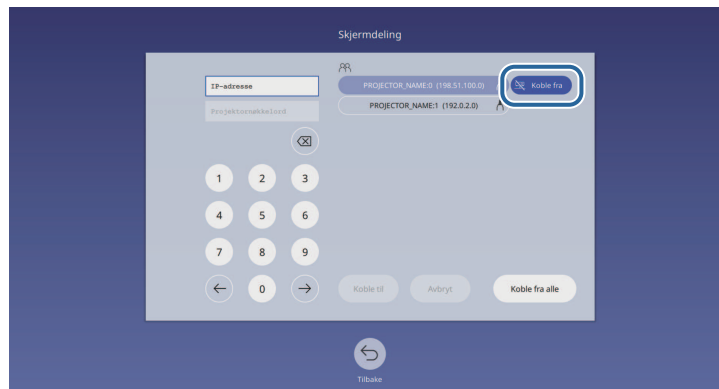 Skjermdeling
IP-adresse
Projektornøkkelord
PROJECTOR_NAME:0 (198.51.100.0)
Koble fra
PROJECTOR_NAME:1 (192.0.2.0)
1 2 3
4 5 6
7 8 9
0
Koble til Avbryt Koble fra alle
Tilbake